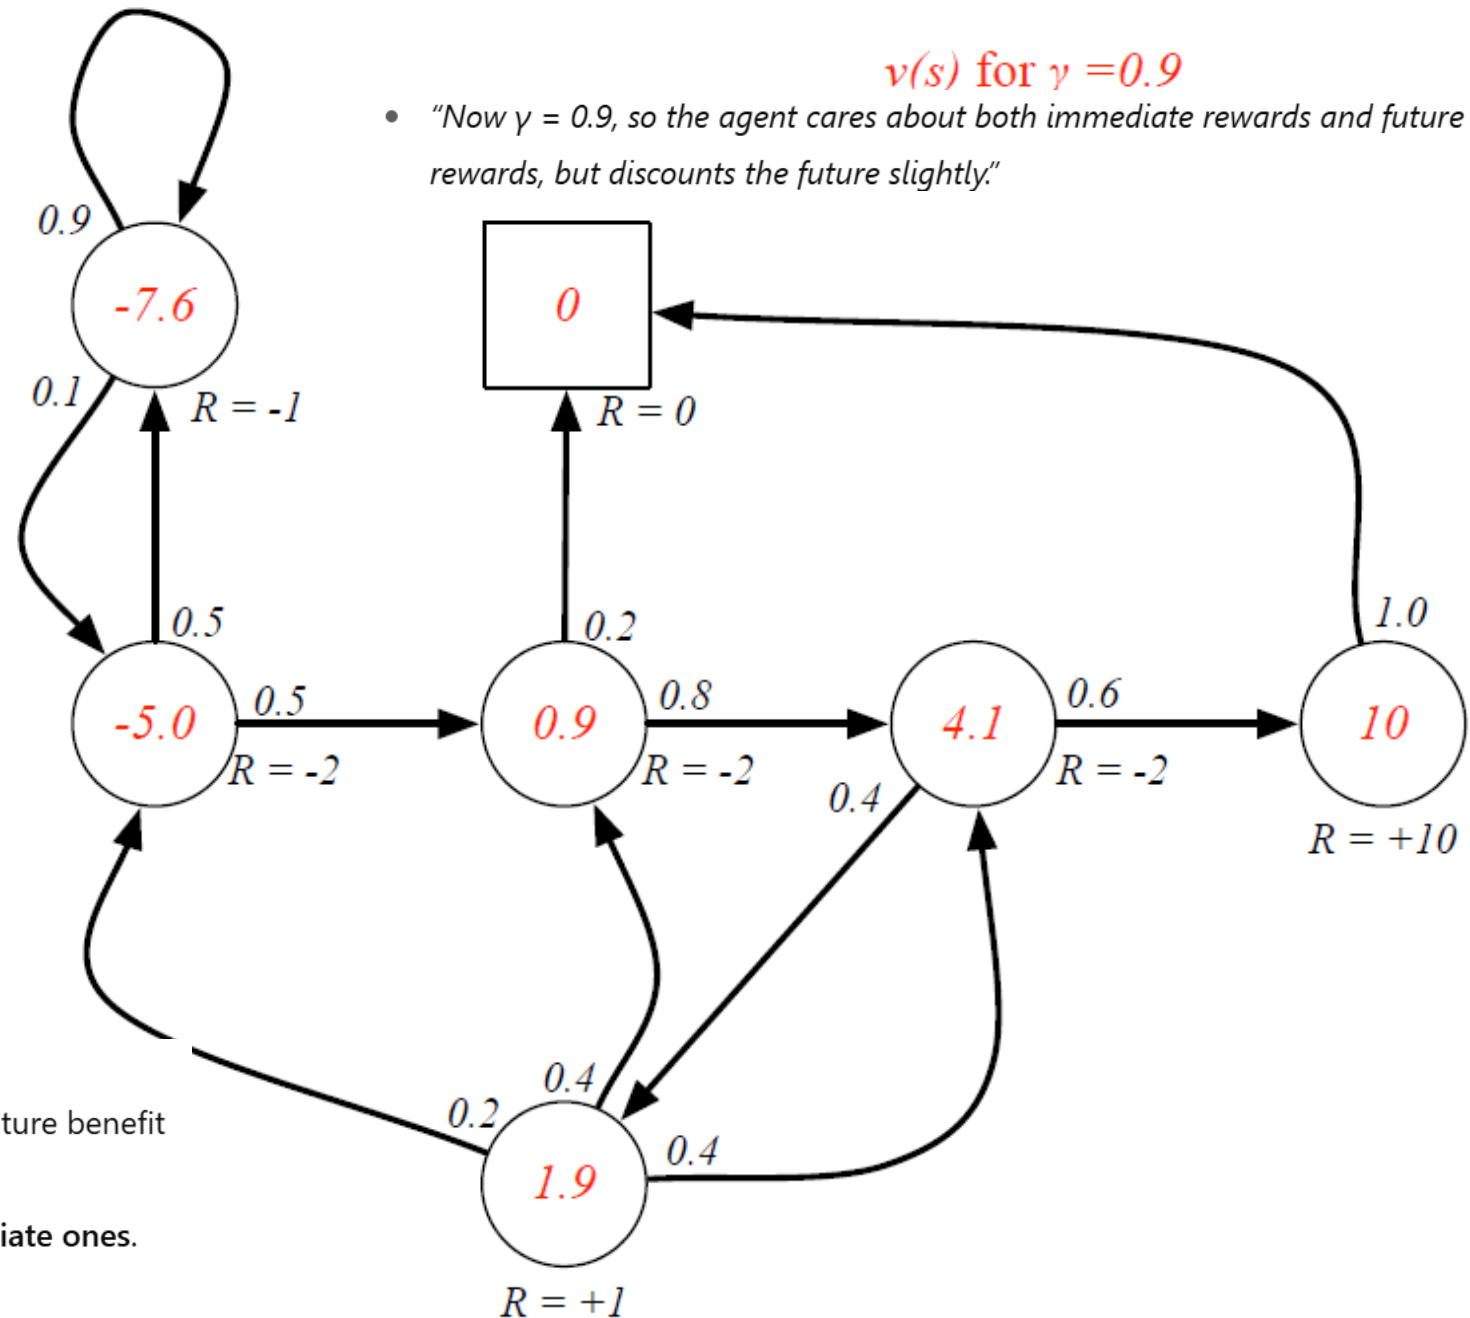 v(s) for γ =0.9
• “Now γ = 0.9, so the agent cares about both immediate rewards and future
rewards, but discounts the future slightly.”
0.9
-7.6
0
0.1
R = -1
R = 0
0.5
0.2
1.0
-5.0
0.5
0.9
0.8
4.1
0.6
10
R = -2
R = -2
R = -2
0.4
R = +10
0.4
0.2
0.4
ture benefit
1.9
iate ones.
R = +1